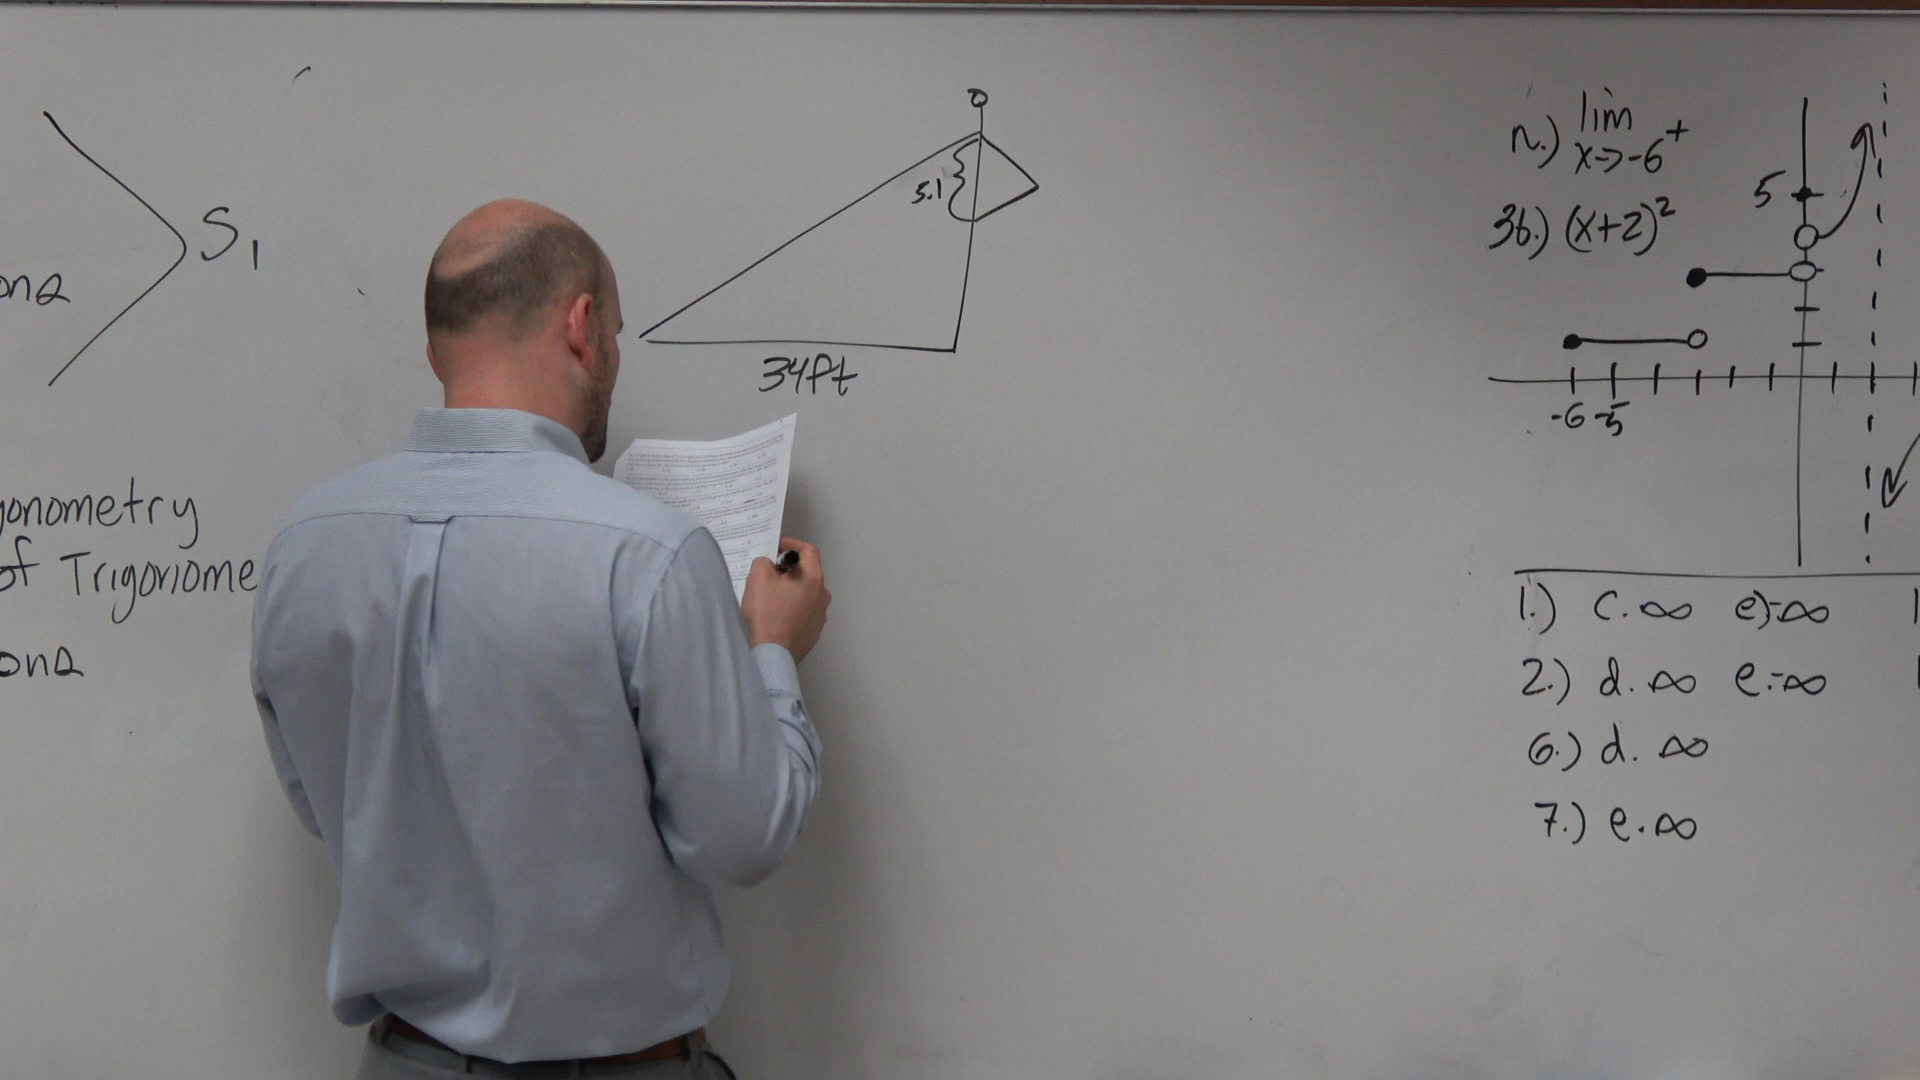 S1
ona
gonometry
of Trigoriome
ona
5.1
34ft
n.) lim
x→-6+
36.) (x+2)²
5
-6 -5
1.) c. ∞ e) -∞
2.) d. ∞ e. -∞
6.) d. ∞
7.) e. ∞